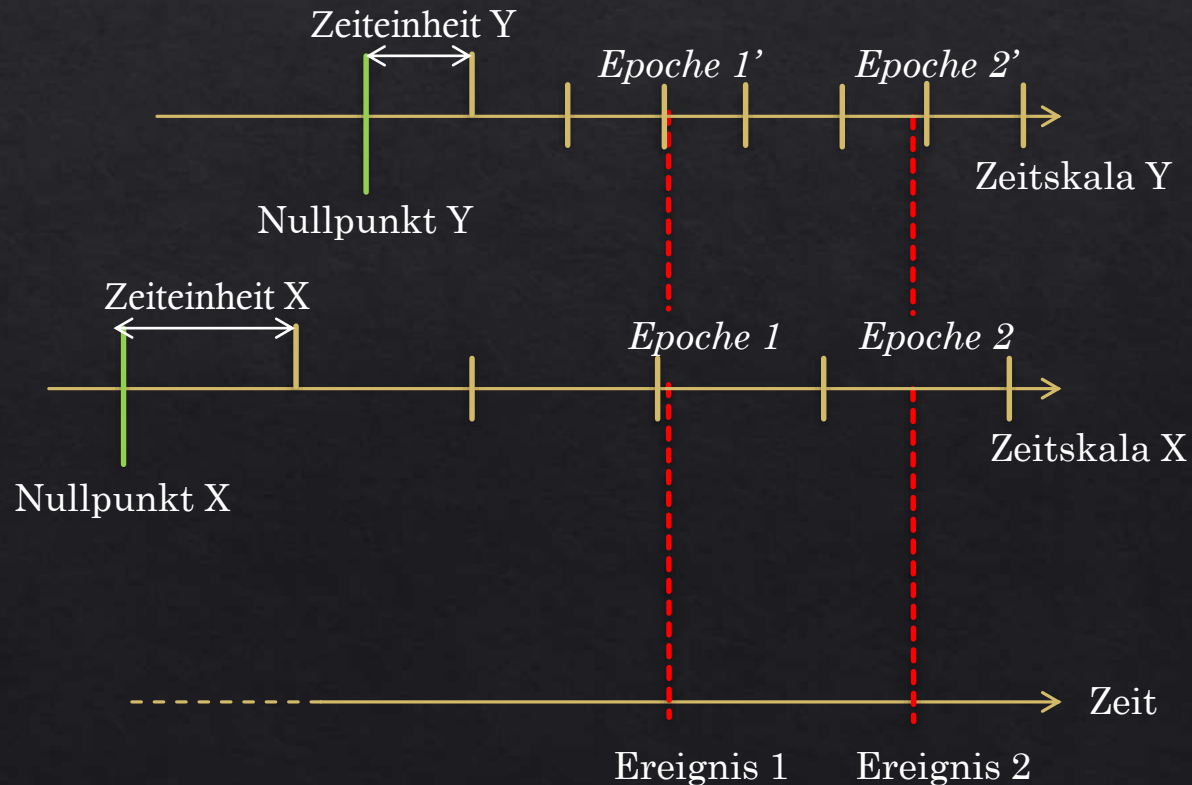 Zeiteinheit Y
Epoche 1’
Epoche 2’
Zeitskala Y
Nullpunkt Y
Zeiteinheit X
Epoche 1
Epoche 2
Zeitskala X
Nullpunkt X
Zeit
Ereignis 1
Ereignis 2